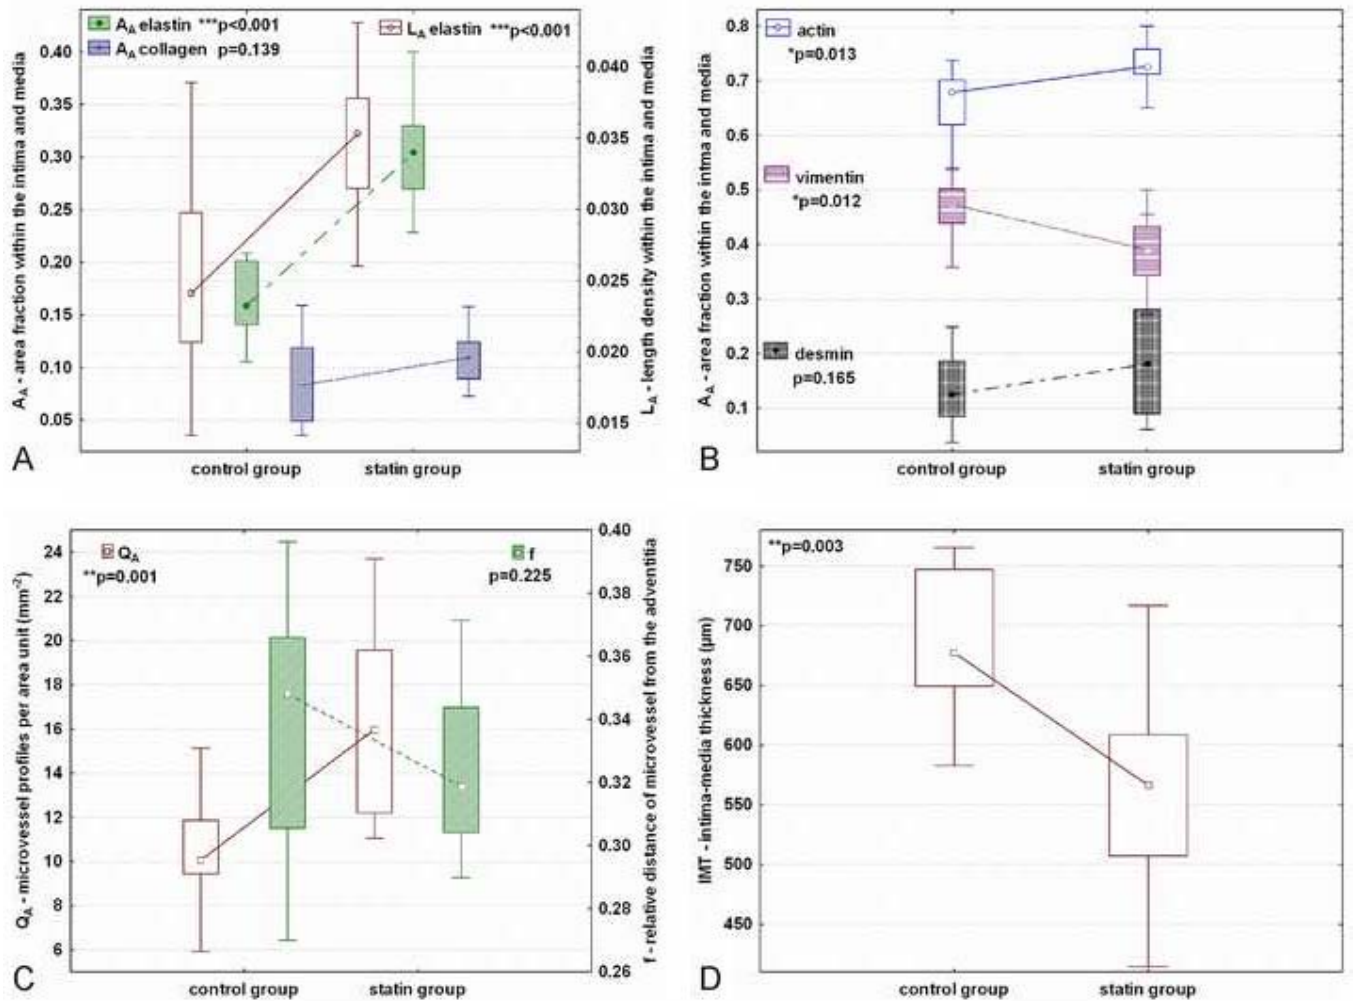 A_A elastin ***p<0.001
L_A elastin ***p<0.001
A_A collagen p=0.139
A_A - area fraction within the intima and media
0.40
0.35
0.30
0.25
0.20
0.15
0.10
0.05
L_A - length density within the intima and media
0.040
0.035
0.030
0.025
0.020
0.015
control group
statin group
A
actin
*p=0.013
vimentin
*p=0.012
desmin
p=0.165
A_A - area fraction within the intma and media
0.8
0.7
0.6
0.5
0.4
0.3
0.2
0.1
control group
statin group
B
Q_A
**p=0.001
f
p=0.225
Q_A - microvessel profiles per area unit (mm⁻²)
24
22
20
18
16
14
12
10
8
6
f - relative distance of microvessel from the adventitia
0.40
0.38
0.36
0.34
0.32
0.30
0.28
0.26
control group
statin group
C
**p=0.003
IMT - intima-media thickness (µm)
750
700
650
600
550
500
450
control group
statin group
D